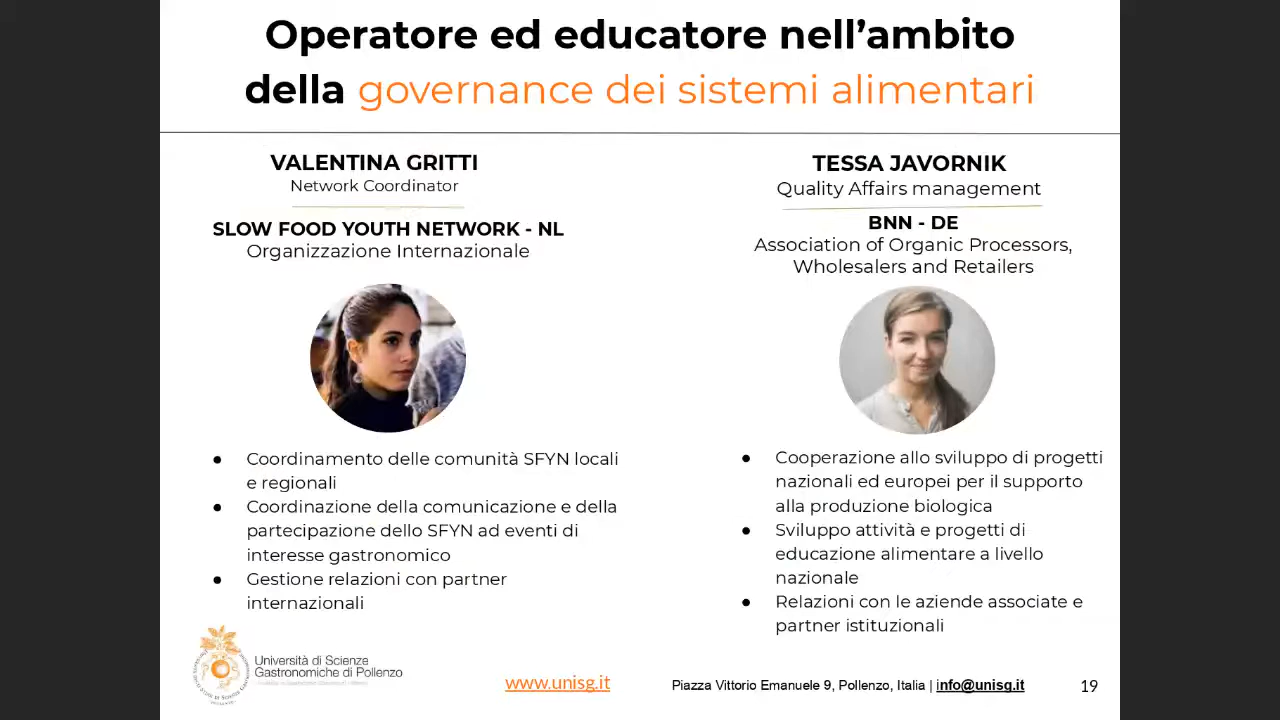 Operatore ed educatore nell'ambito
della governance dei sistemi alimentari
VALENTINA GRITTI
Network Coordinator
SLOW FOOD YOUTH NETWORK - NL
Organizzazione Internazionale
● Coordinamento delle comunità SFYN locali
e regionali
● Coordinazione della comunicazione e della
partecipazione dello SFYN ad eventi di
interesse gastronomico
● Gestione relazioni con partner
internazionali
TESSA JAVORNIK
Quality Affairs management
BNN - DE
Association of Organic Processors,
Wholesalers and Retailers
● Cooperazione allo sviluppo di progetti
nazionali ed europei per il supporto
alla produzione biologica
● Sviluppo attività e progetti di
educazione alimentare a livello
nazionale
● Relazioni con le aziende associate e
partner istituzionali
Università di Scienze
Gastronomiche di Pollenzo
www.unisg.it
Piazza Vittorio Emanuele 9, Pollenzo, Italia | info@unisg.it
19